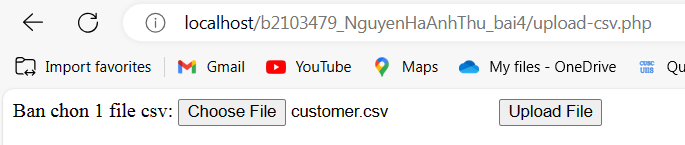 localhost/b2103479_NguyenHaAnhThu_bai4/upload-csv.php
Import favorites Gmail YouTube Maps My files - OneDrive Qu
Ban chon 1 file csv: Choose File customer.csv Upload File